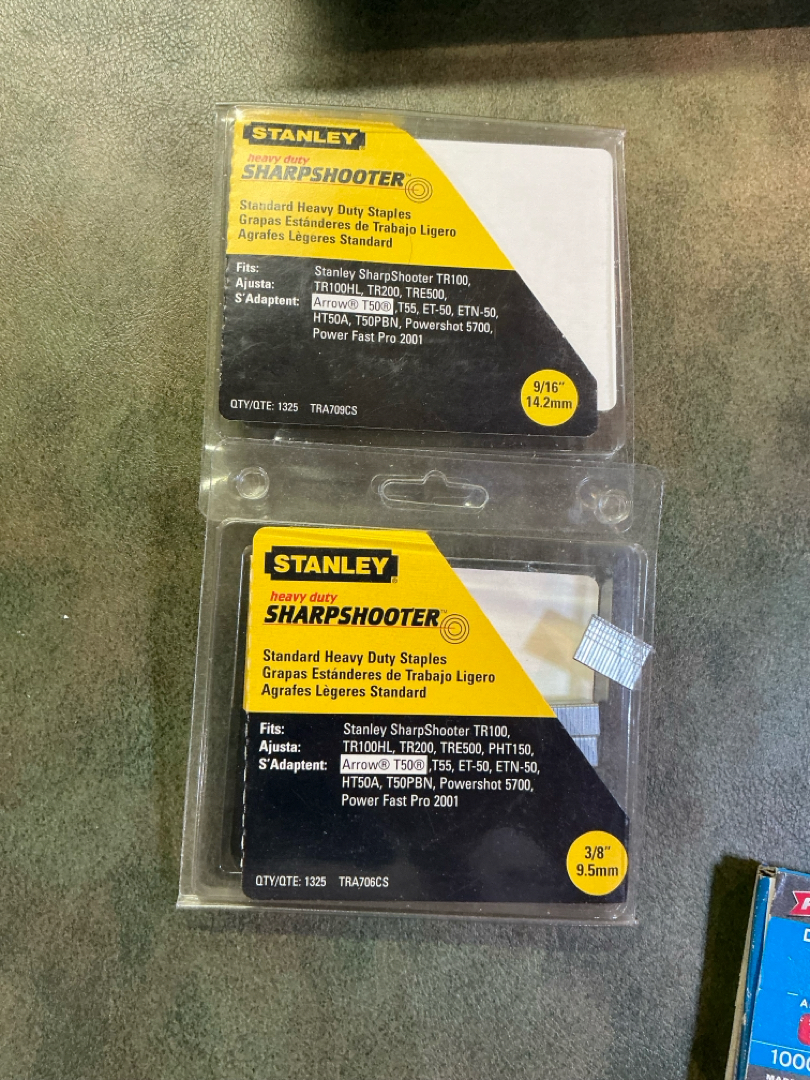 STANLEY
heavy duty
SHARPSHOOTER™
Standard Heavy Duty Staples
Grapas Estánderes de Trabajo Ligero
Agrafes Lègeres Standard
Fits: Stanley SharpShooter TR100,
Ajusta: TR100HL, TR200, TRE500,
S'Adaptent: Arrow® T50® ,T55, ET-50, ETN-50,
HT50A, T50PBN, Powershot 5700,
Power Fast Pro 2001
9/16"
14.2mm
QTY/QTE: 1325 TRA709CS
STANLEY®
heavy duty
SHARPSHOOTER™
Standard Heavy Duty Staples
Grapas Estánderes de Trabajo Ligero
Agrafes Lègeres Standard
Fits: Stanley SharpShooter TR100,
Ajusta: TR100HL, TR200, TRE500, PHT150,
S'Adaptent: Arrow® T50® ,T55, ET-50, ETN-50,
HT50A, T50PBN, Powershot 5700,
Power Fast Pro 2001
3/8"
9.5mm
QTY/QTE: 1325 TRA706CS